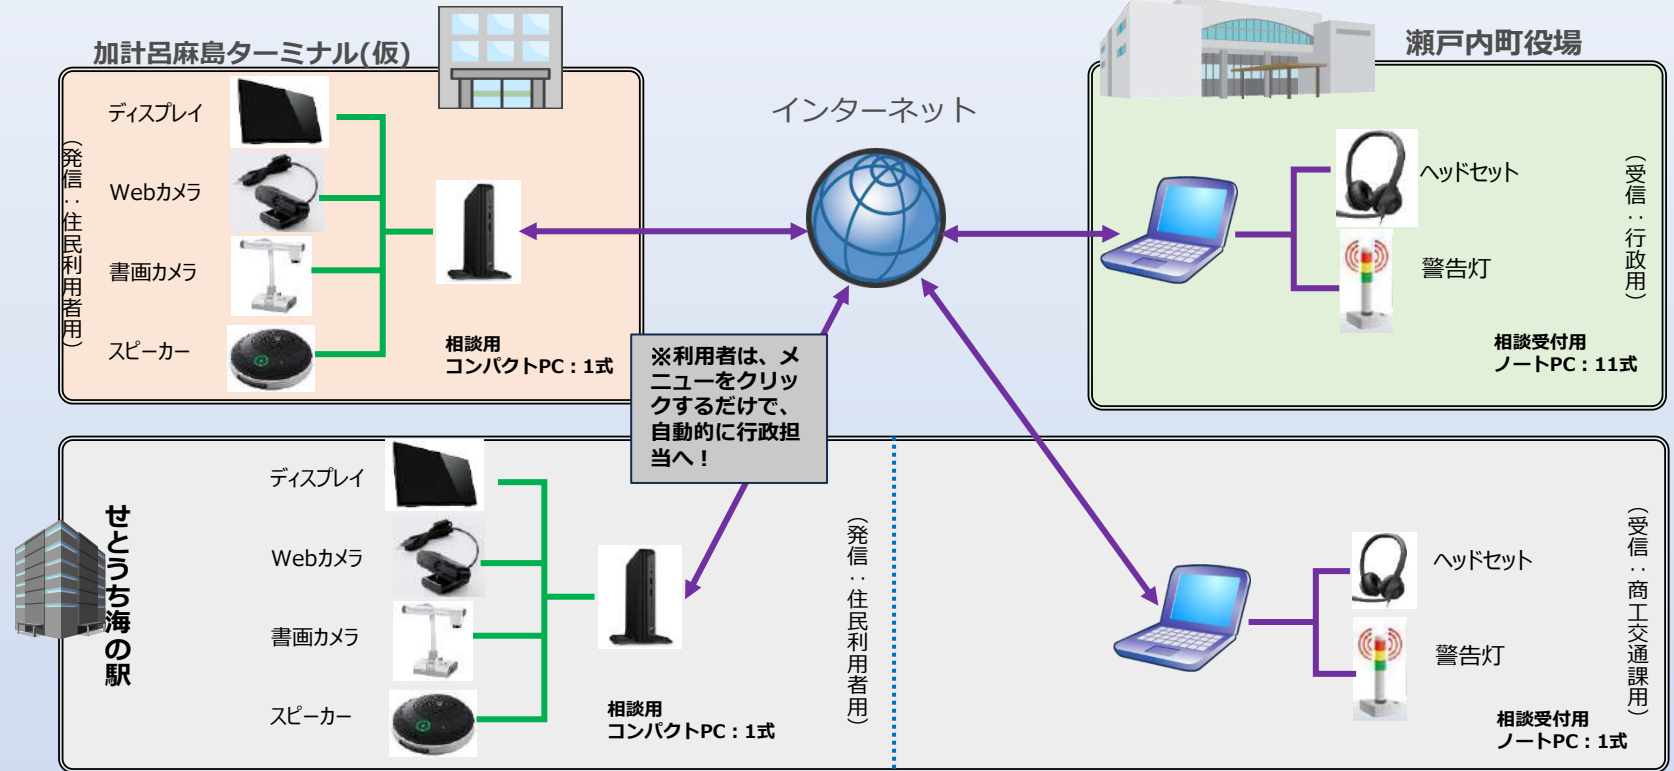 加計呂麻島ターミナル(仮)
(発信:住民利用者用)
ディスプレイ
Webカメラ
書画カメラ
スピーカー
相談用
コンパクトPC：1式
インターネット
瀬戸内町役場
ヘッドセット
警告灯
(受信:行政用)
相談受付用
ノートPC：11式
※利用者は、メ
ニューをクリッ
クするだけで、
自動的に行政担
当へ！
せとうち海の駅
ディスプレイ
Webカメラ
書画カメラ
スピーカー
相談用
コンパクトPC：1式
(発信:住民利用者用)
ヘッドセット
警告灯
(受信:商工交通課用)
相談受付用
ノートPC：1式